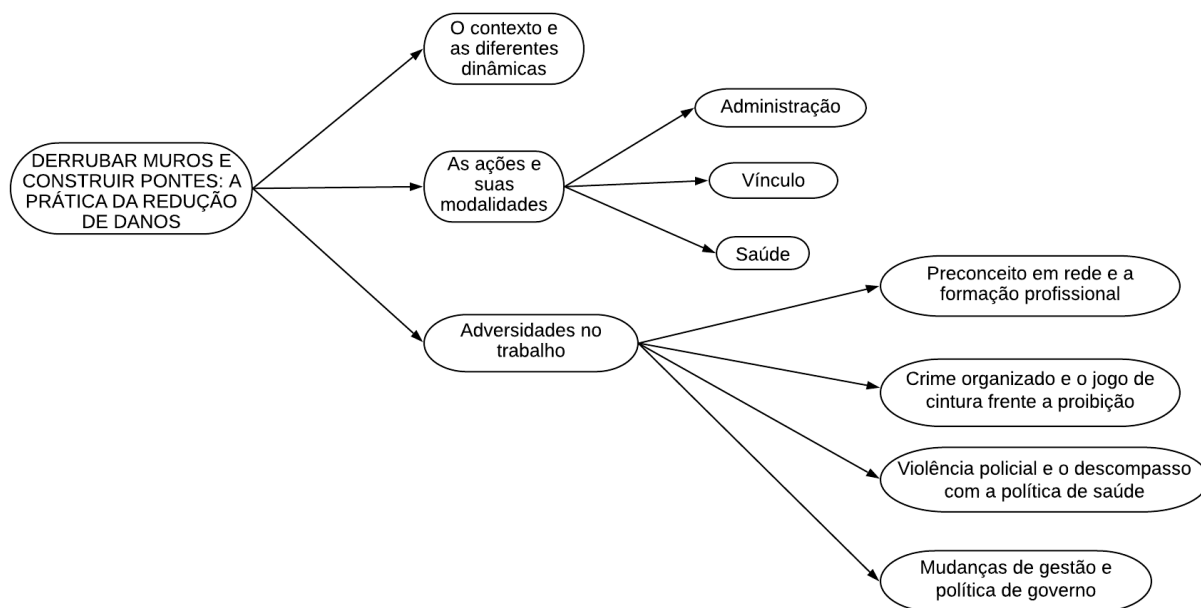 DERRUBAR MUROS E
CONSTRUIR PONTES: A
PRÁTICA DA REDUÇÃO
DE DANOS
O contexto e
as diferentes
dinâmicas
As ações e
suas
modalidades
Administração
Vínculo
Saúde
Adversidades no
trabalho
Preconceito em rede e a
formação profissional
Crime organizado e o jogo de
cintura frente a proibição
Violência policial e o descompasso
com a política de saúde
Mudanças de gestão e
política de governo